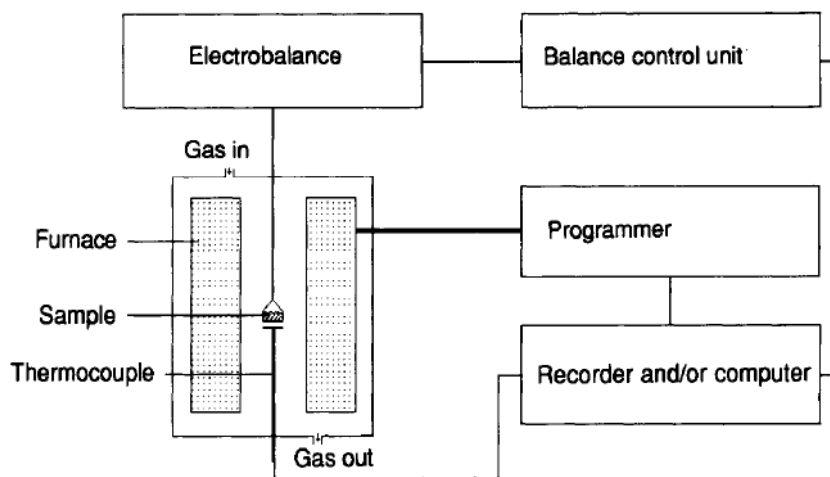 Electrobalance
Balance control unit
Gas in
Furnace
Programmer
Sample
Thermocouple
Recorder and/or computer
Gas out